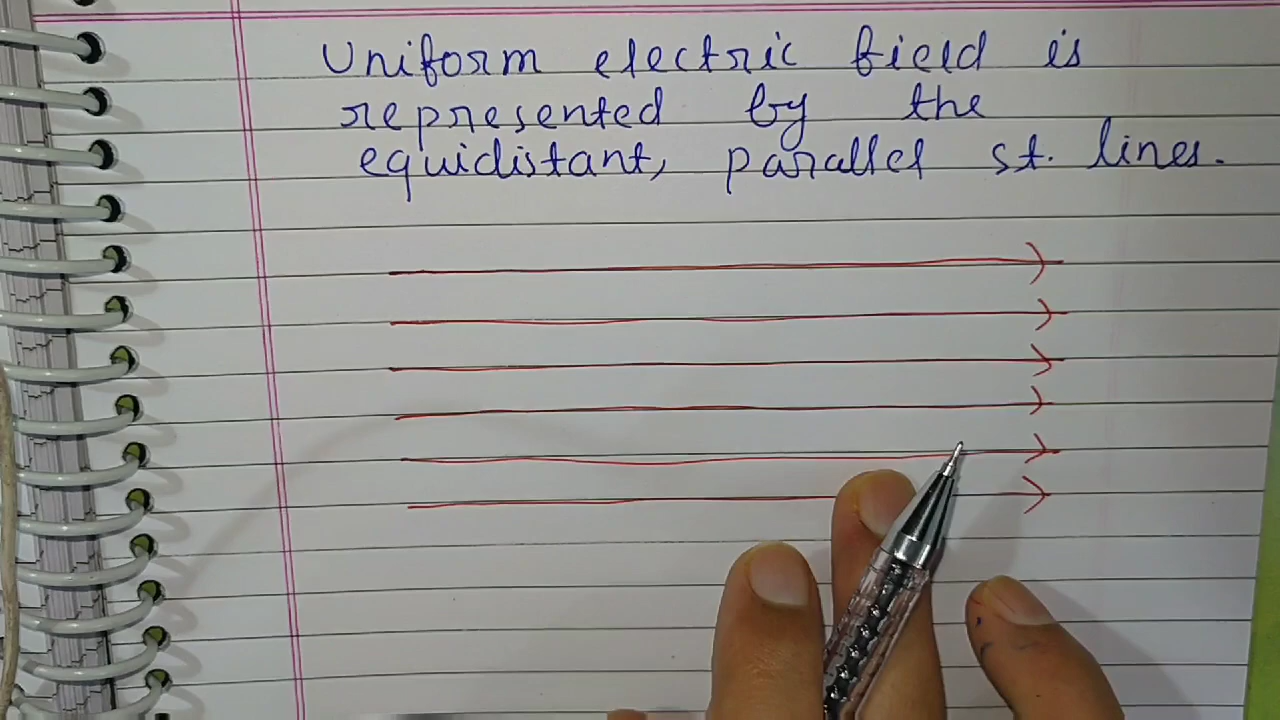 Uniform electric field is
represented by the
equidistant, parallel st. lines.